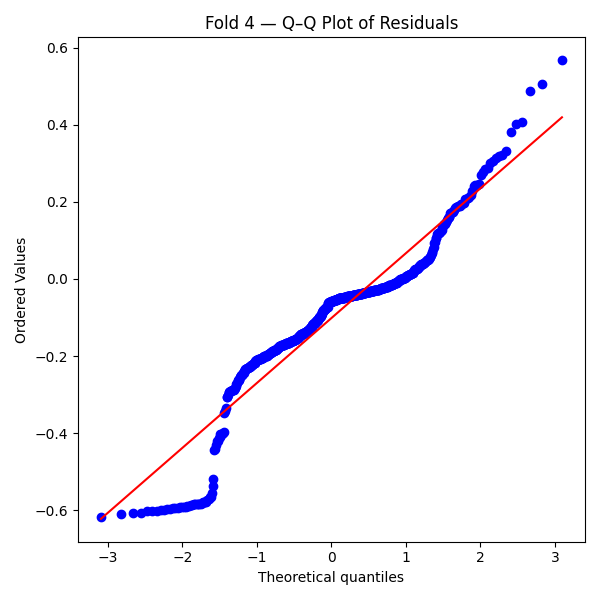 Fold 4 — Q–Q Plot of Residuals
0.6
0.4
0.2
0.0
−0.2
−0.4
−0.6
Ordered Values
−3 −2 −1 0 1 2 3
Theoretical quantiles